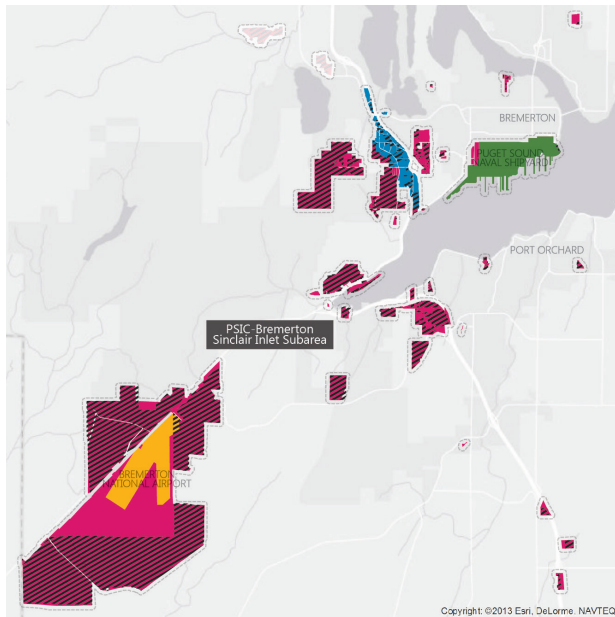 BREMERTON
PUGET SOUND
NAVAL SHIPYARD
PORT ORCHARD
PSIC-Bremerton
Sinclair Inlet Subarea
BREMERTON
NATIONAL AIRPORT
Copyright: ©2013 Esri, DeLorme, NAVTEQ